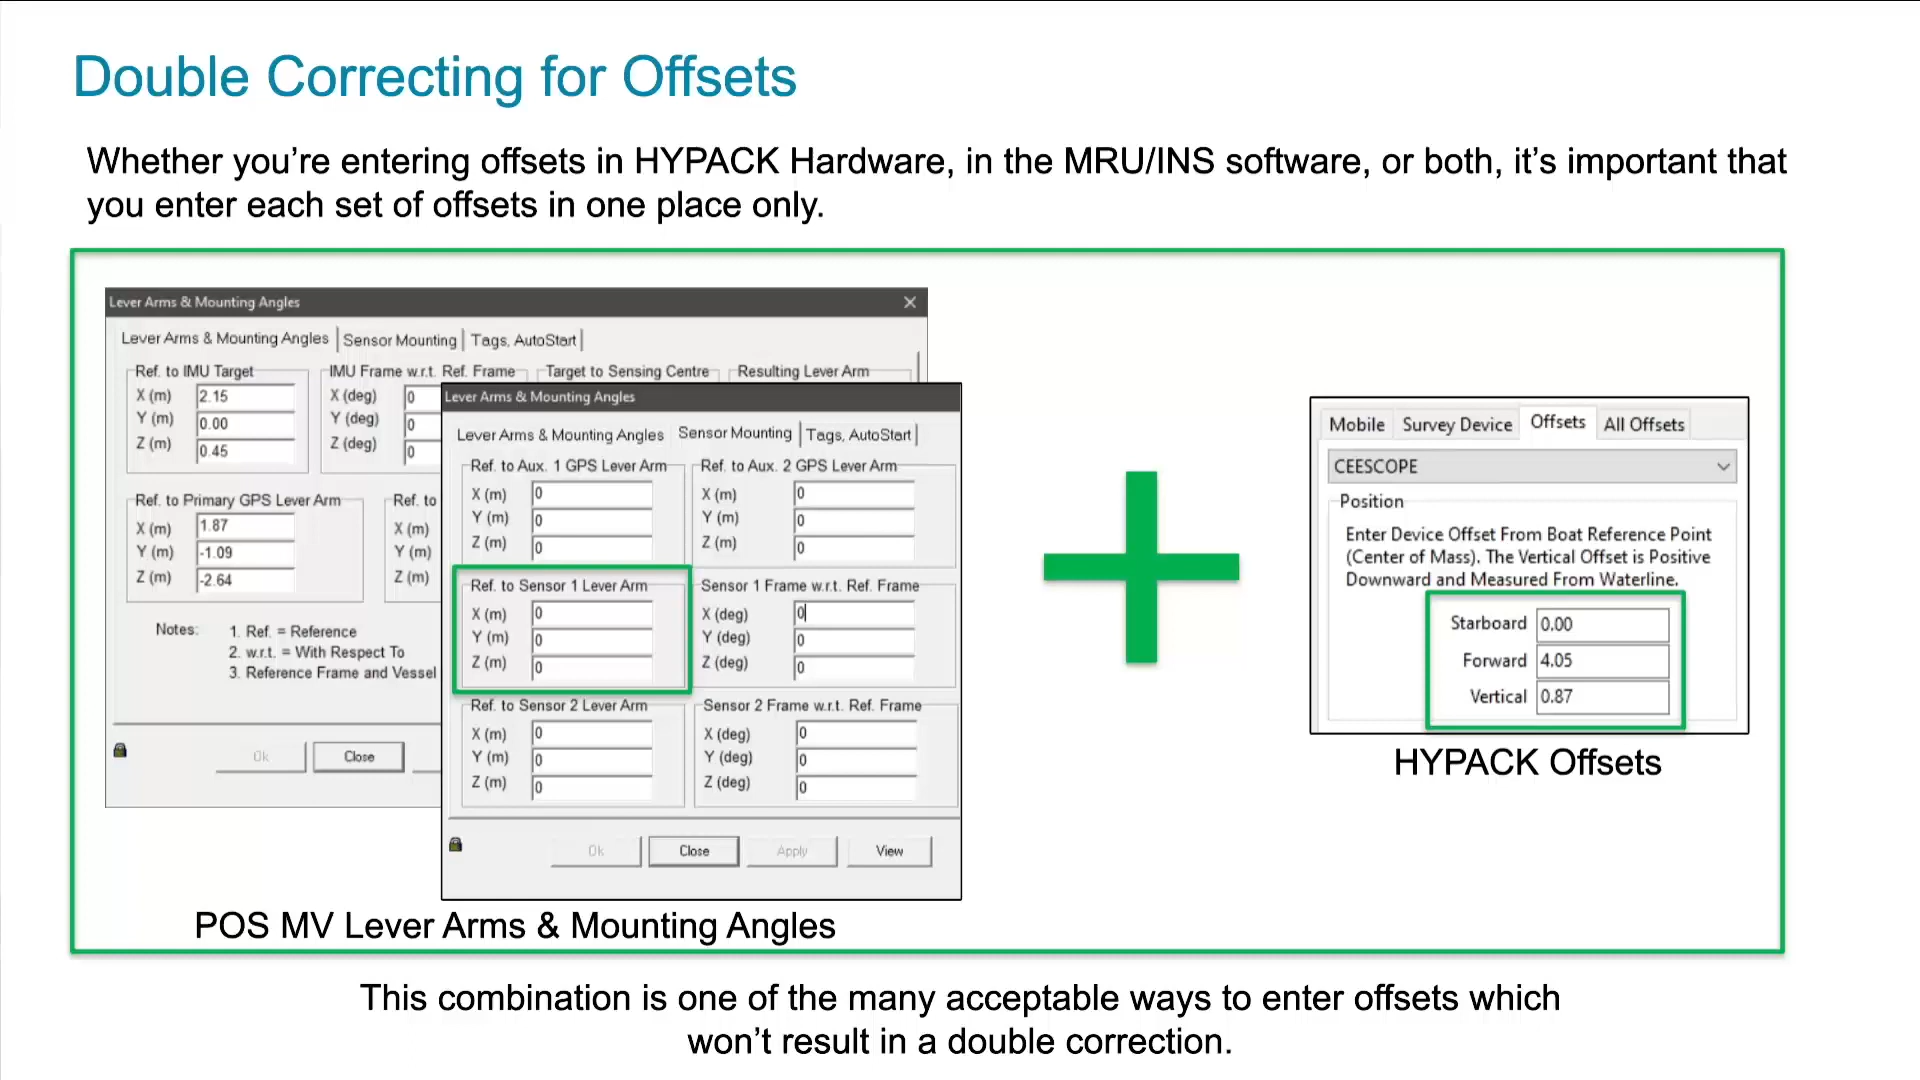 Double Correcting for Offsets
Whether you’re entering offsets in HYPACK Hardware, in the MRU/INS software, or both, it’s important that
you enter each set of offsets in one place only.
Lever Arms & Mounting Angles
Lever Arms & Mounting Angles Sensor Mounting Tags, AutoStart
Ref. to IMU Target
X (m) 2.15
Y (m) 0.00
Z (m) 0.45
IMU Frame w.r.t. Ref. Frame
X (deg) 0
Y (deg) 0
Z (deg) 0
Target to Sensing Centre
Resulting Lever Arm
Ref. to Primary GPS Lever Arm
X (m) 1.87
Y (m) -1.09
Z (m) -2.64
Ref. to
X (m)
Y (m)
Z (m)
Notes: 1. Ref. = Reference
2. w.r.t. = With Respect To
3. Reference Frame and Vessel
Ok Close
Lever Arms & Mounting Angles
Lever Arms & Mounting Angles Sensor Mounting Tags, AutoStart
Ref. to Aux. 1 GPS Lever Arm
X (m) 0
Y (m) 0
Z (m) 0
Ref. to Aux. 2 GPS Lever Arm
X (m) 0
Y (m) 0
Z (m) 0
Ref. to Sensor 1 Lever Arm
X (m) 0
Y (m) 0
Z (m) 0
Sensor 1 Frame w.r.t. Ref. Frame
X (deg) 0
Y (deg) 0
Z (deg) 0
Ref. to Sensor 2 Lever Arm
X (m) 0
Y (m) 0
Z (m) 0
Sensor 2 Frame w.r.t. Ref. Frame
X (deg) 0
Y (deg) 0
Z (deg) 0
Ok Close Apply View
POS MV Lever Arms & Mounting Angles
Mobile Survey Device Offsets All Offsets
CEESCOPE
Position
Enter Device Offset From Boat Reference Point
(Center of Mass). The Vertical Offset is Positive
Downward and Measured From Waterline.
Starboard 0.00
Forward 4.05
Vertical 0.87
HYPACK Offsets
This combination is one of the many acceptable ways to enter offsets which
won’t result in a double correction.